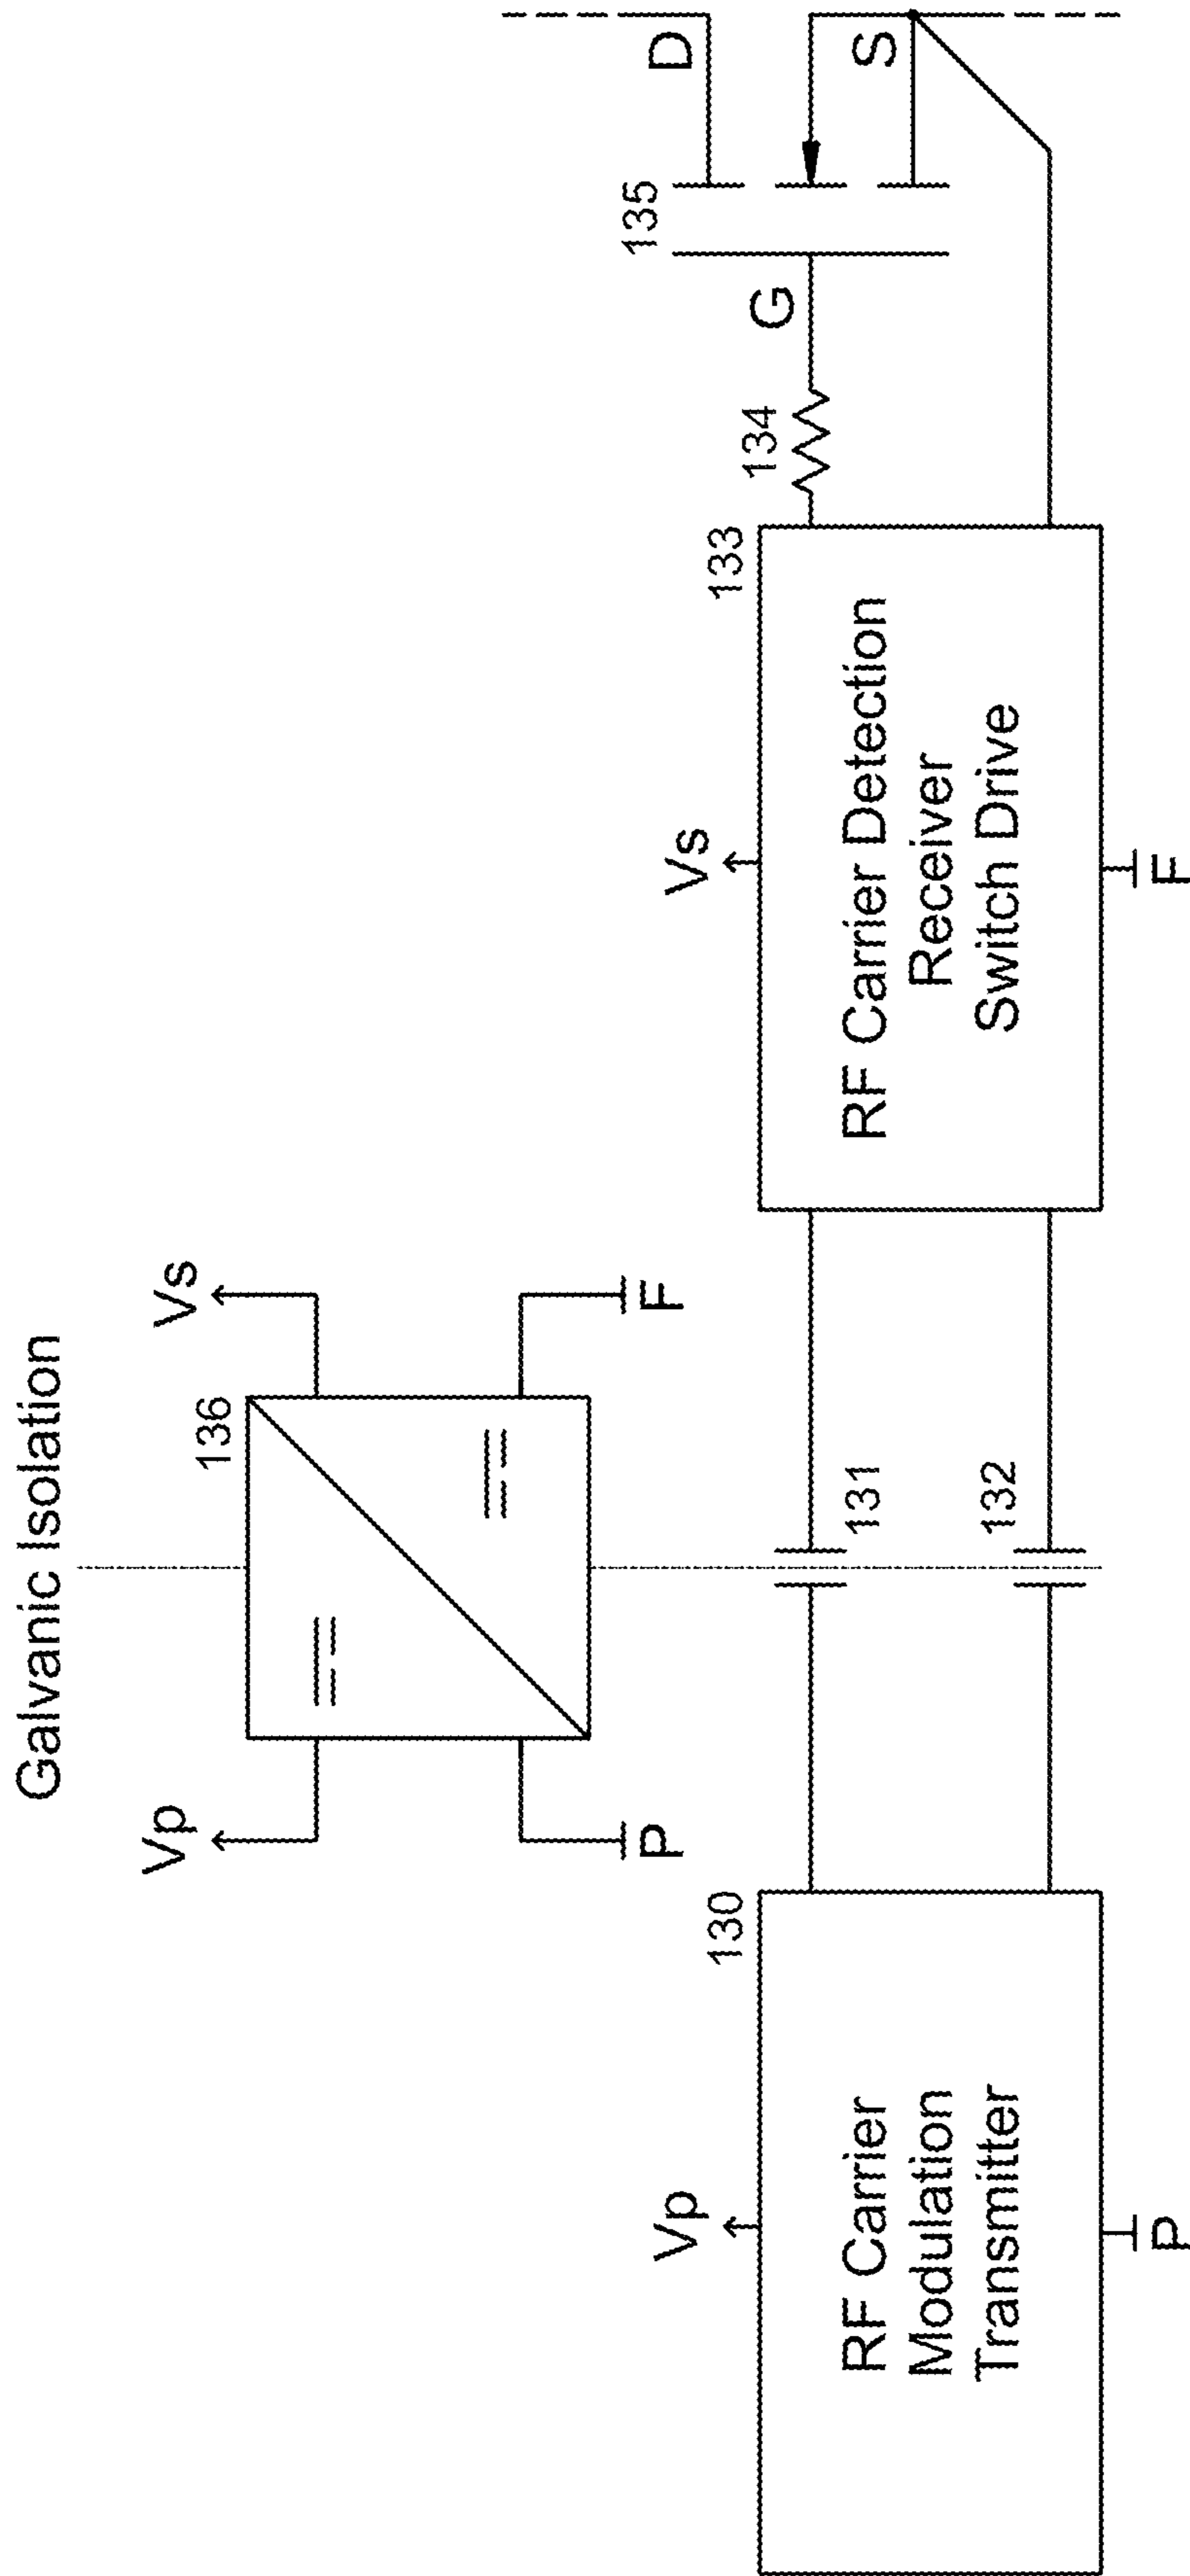 Galvanic Isolation
136
Vp
Vs
P
F
130
Vp
RF Carrier
Modulation
Transmitter
P
131
132
133
Vs
RF Carrier Detection
Receiver
Switch Drive
F
134
G
135
D
S